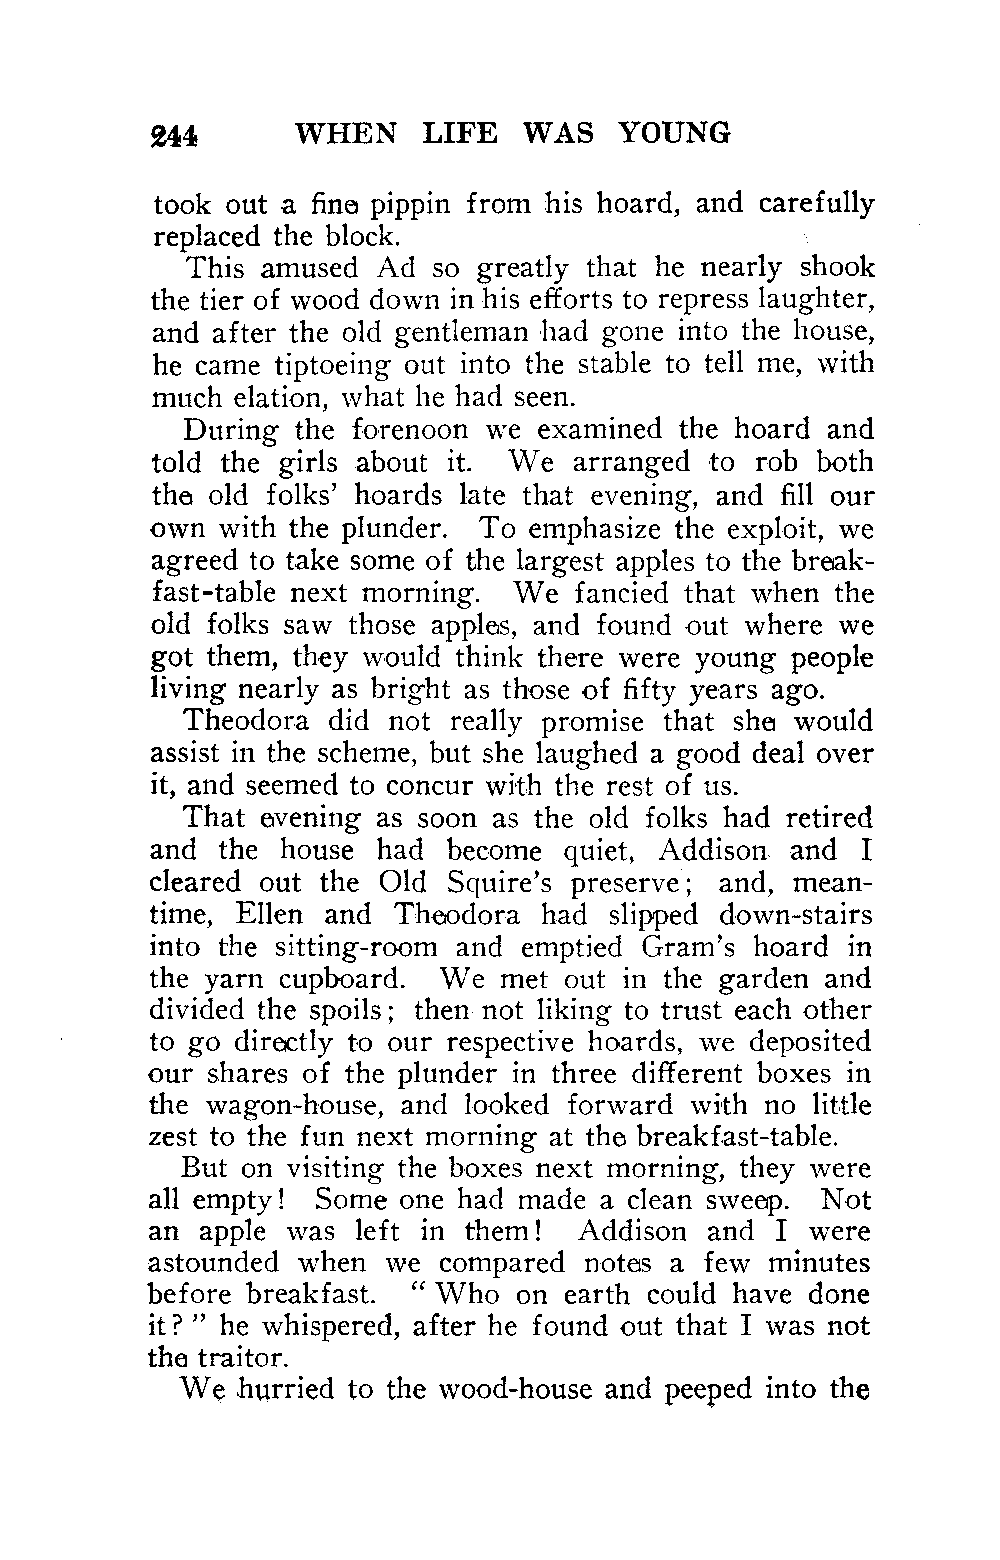 244 WHEN LIFE WAS YOUNG
took out a fine pippin from his hoard, and carefully
replaced the block.
This amused Ad so greatly that he nearly shook
the tier of wood down in his efforts to repress laughter,
and after the old gentleman had gone into the house,
he came tiptoeing out into the stable to tell me, with
much elation, what he had seen.
During the forenoon we examined the hoard and
told the girls about it. We arranged to rob both
the old folks' hoards late that evening, and fill our
own with the plunder. To emphasize the exploit, we
agreed to take some of the largest apples to the break-
fast-table next morning. We fancied that when the
old folks saw those apples, and found out where we
got them, they would think there were young people
living nearly as bright as those of fifty years ago.
Theodora did not really promise that she would
assist in the scheme, but she laughed a good deal over
it, and seemed to concur with the rest of us.
That evening as soon as the old folks had retired
and the house had become quiet, Addison and I
cleared out the Old Squire's preserve; and, mean-
time, Ellen and Theodora had slipped down-stairs
into the sitting-room and emptied Gram's hoard in
the yarn cupboard. We met out in the garden and
divided the spoils; then not liking to trust each other
to go directly to our respective hoards, we deposited
our shares of the plunder in three different boxes in
the wagon-house, and looked forward with no little
zest to the fun next morning at the breakfast-table.
But on visiting the boxes next morning, they were
all empty! Some one had made a clean sweep. Not
an apple was left in them! Addison and I were
astounded when we compared notes a few minutes
before breakfast. "Who on earth could have done
it?" he whispered, after he found out that I was not
the traitor.
We hurried to the wood-house and peeped into the